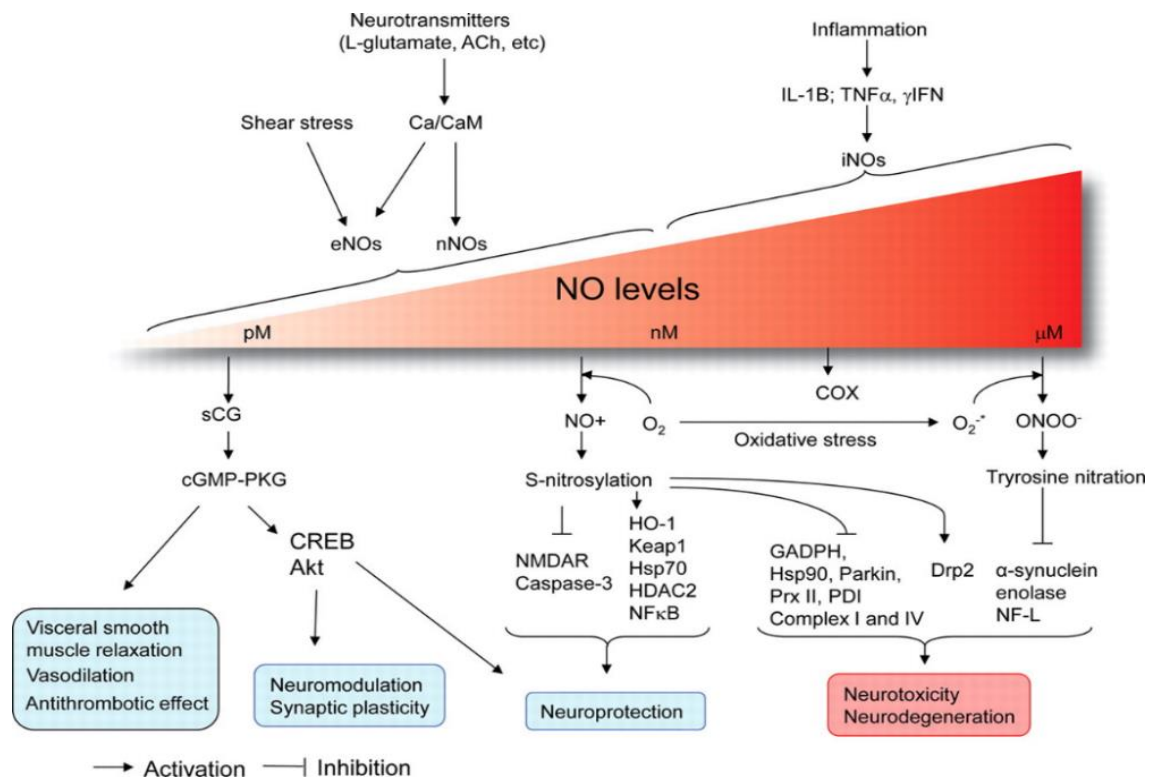 Neurotransmitters
(L-glutamate, ACh, etc)
Inflammation
IL-1B; TNFα, γIFN
Shear stress
Ca/CaM
iNOs
eNOs
nNOs
NO levels
pM
nM
μM
sCG
NO+
O₂
COX
O₂⁻*
ONOO⁻
Oxidative stress
cGMP-PKG
S-nitrosylation
Tryrosine nitration
CREB
Akt
NMDAR
Caspase-3
HO-1
Keap1
Hsp70
HDAC2
NFκB
GADPH,
Hsp90, Parkin,
Prx II, PDI
Complex I and IV
Drp2
α-synuclein
enolase
NF-L
Visceral smooth
muscle relaxation
Vasodilation
Antithrombotic effect
Neuromodulation
Synaptic plasticity
Neuroprotection
Neurotoxicity
Neurodegeneration
Activation
Inhibition